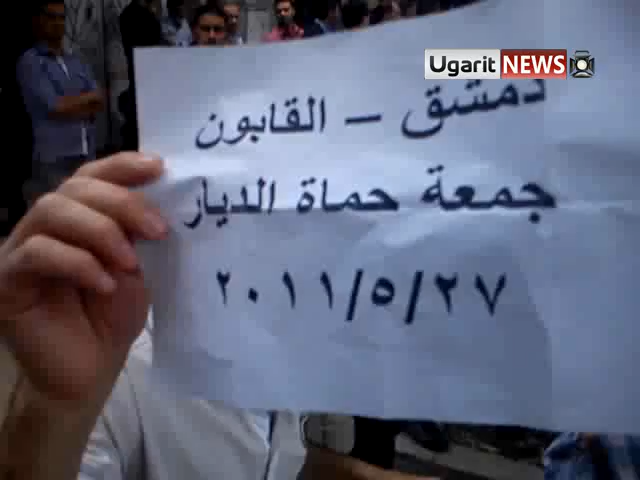 Ugarit NEWS
دمشق – القابون
جمعة حماة الديار
٢٠١١/٥/٢٧